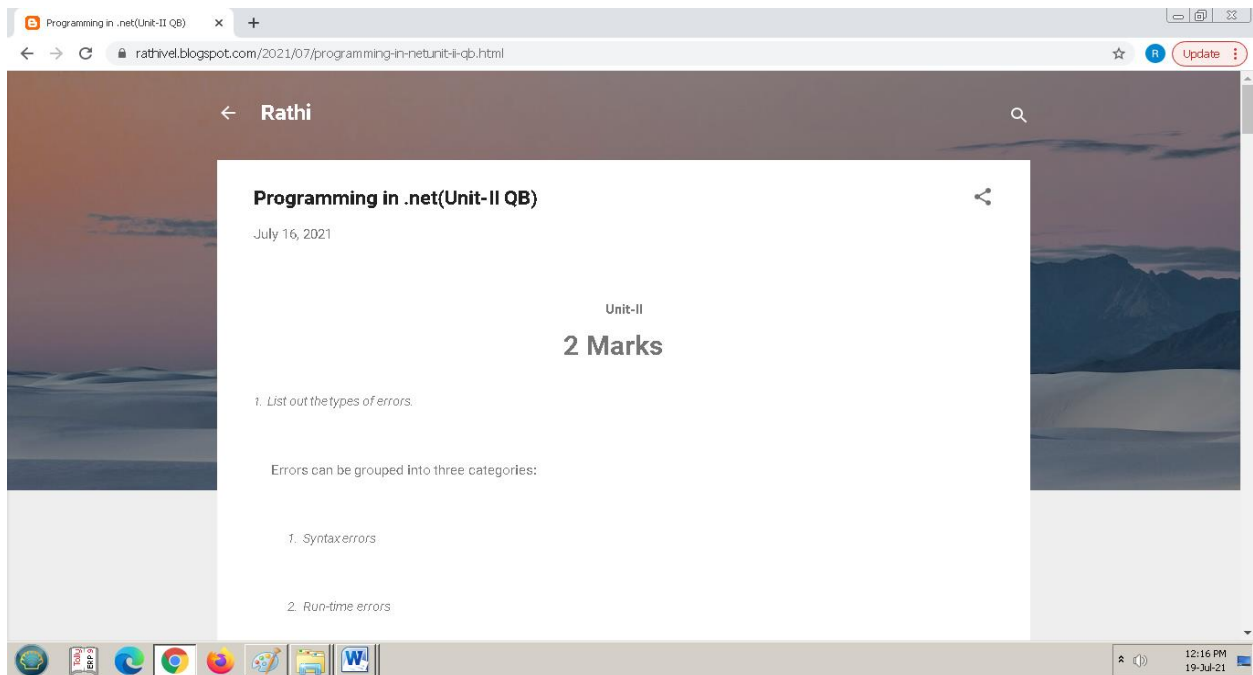 Programming in .net(Unit-II QB)
rathivel.blogspot.com/2021/07/programming-in-netunit-ii-qb.html
R
Update
Rathi
Programming in .net(Unit-II QB)
July 16, 2021
Unit-II
2 Marks
1. List out the types of errors.
Errors can be grouped into three categories:
1. Syntax errors
2. Run-time errors
Tally
ERP 9
W
12:16 PM
19-Jul-21